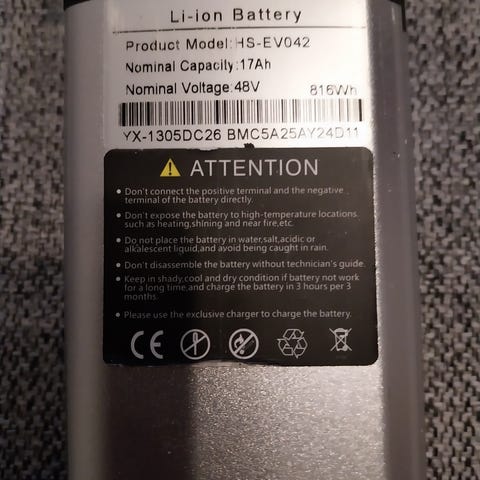 Li-ion Battery
Product Model:HS-EV042
Nominal Capacity:17Ah
Nominal Voltage:48V 816Wh
YX-1305DC26 BMC5A25AY24D11
ATTENTION
• Don't connect the positive terminal and the negative
terminal of the battery directly.
• Don't expose the battery to high-temperature locations
such as heating,shining and near fire,etc.
• Do not place the battery in water,salt,acidic or
alkalescent liquid,and avoid being caught in rain.
• Don't disassemble the battery without technician's guide.
• Keep in shady,cool and dry condition if battery not work
for a long time,and charge the battery in 3 hours per 3
months.
• Please use the exclusive charger to charge the battery.
CE